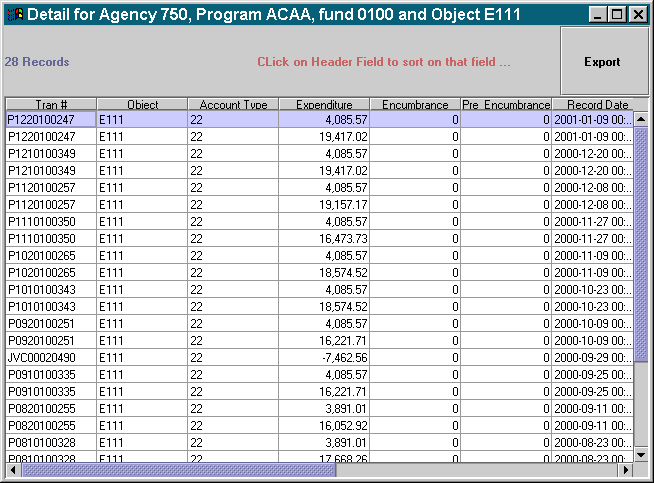 Detail for Agency 750, Program ACAA, fund 0100 and Object E111
28 Records CLick on Header Field to sort on that field ... Export
Tran # Object Account Type Expenditure Encumbrance Pre_Encumbrance Record Date
P1220100247 E111 22 4,085.57 0 0 2001-01-09 00:..
P1220100247 E111 22 19,417.02 0 0 2001-01-09 00:..
P1210100349 E111 22 4,085.57 0 0 2000-12-20 00:..
P1210100349 E111 22 19,417.02 0 0 2000-12-20 00:..
P1120100257 E111 22 4,085.57 0 0 2000-12-08 00:..
P1120100257 E111 22 19,157.17 0 0 2000-12-08 00:..
P1110100350 E111 22 4,085.57 0 0 2000-11-27 00:..
P1110100350 E111 22 16,473.73 0 0 2000-11-27 00:..
P1020100265 E111 22 4,085.57 0 0 2000-11-09 00:..
P1020100265 E111 22 18,574.52 0 0 2000-11-09 00:..
P1010100343 E111 22 4,085.57 0 0 2000-10-23 00:..
P1010100343 E111 22 18,574.52 0 0 2000-10-23 00:..
P0920100251 E111 22 4,085.57 0 0 2000-10-09 00:..
P0920100251 E111 22 16,221.71 0 0 2000-10-09 00:..
JVC00020490 E111 22 -7,462.56 0 0 2000-09-29 00:..
P0910100335 E111 22 4,085.57 0 0 2000-09-25 00:..
P0910100335 E111 22 16,221.71 0 0 2000-09-25 00:..
P0820100255 E111 22 3,891.01 0 0 2000-09-11 00:..
P0820100255 E111 22 16,052.92 0 0 2000-09-11 00:..
P0810100328 E111 22 3,891.01 0 0 2000-08-23 00:..
P0810100328 E111 22 17,668.26 0 0 2000-08-23 00:..